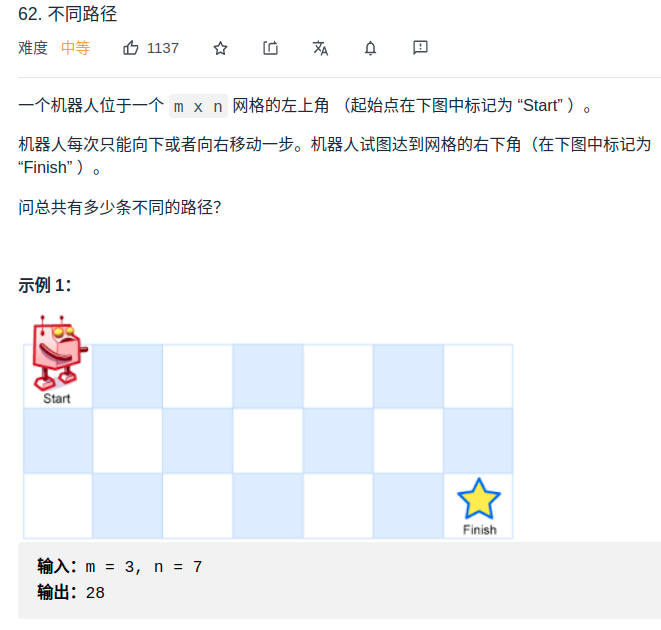 62. 不同路径
难度 中等 1137
一个机器人位于一个 m x n 网格的左上角 （起始点在下图中标记为 “Start” ）。
机器人每次只能向下或者向右移动一步。机器人试图达到网格的右下角（在下图中标记为
“Finish” ）。
问总共有多少条不同的路径？
示例 1：
Start
Finish
输入：m = 3, n = 7
输出：28